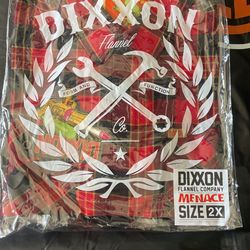 DIXXON
Flannel
FORM AND FUNCTION
Co.
DIXXON
FLANNEL COMPANY
MENACE
SIZE 2X